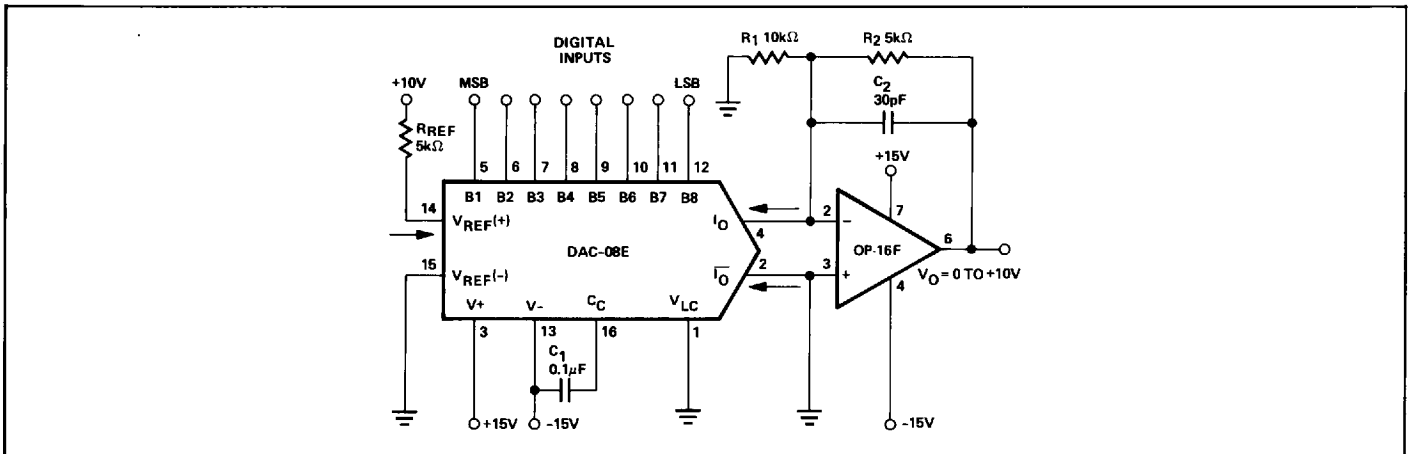 DIGITAL
INPUTS
R1 10kΩ
R2 5kΩ
C2
30pF
+10V
MSB
LSB
RREF
5kΩ
+15V
5 6 7 8 9 10 11 12
B1 B2 B3 B4 B5 B6 B7 B8
14
VREF(+)
IO
4
2
−
7
DAC-08E
OP-16F
6
15
VREF(-)
IO
2
3
+
4
VO = 0 TO +10V
V+
V-
CC
VLC
3
13
16
1
C1
0.1µF
+15V
-15V
-15V